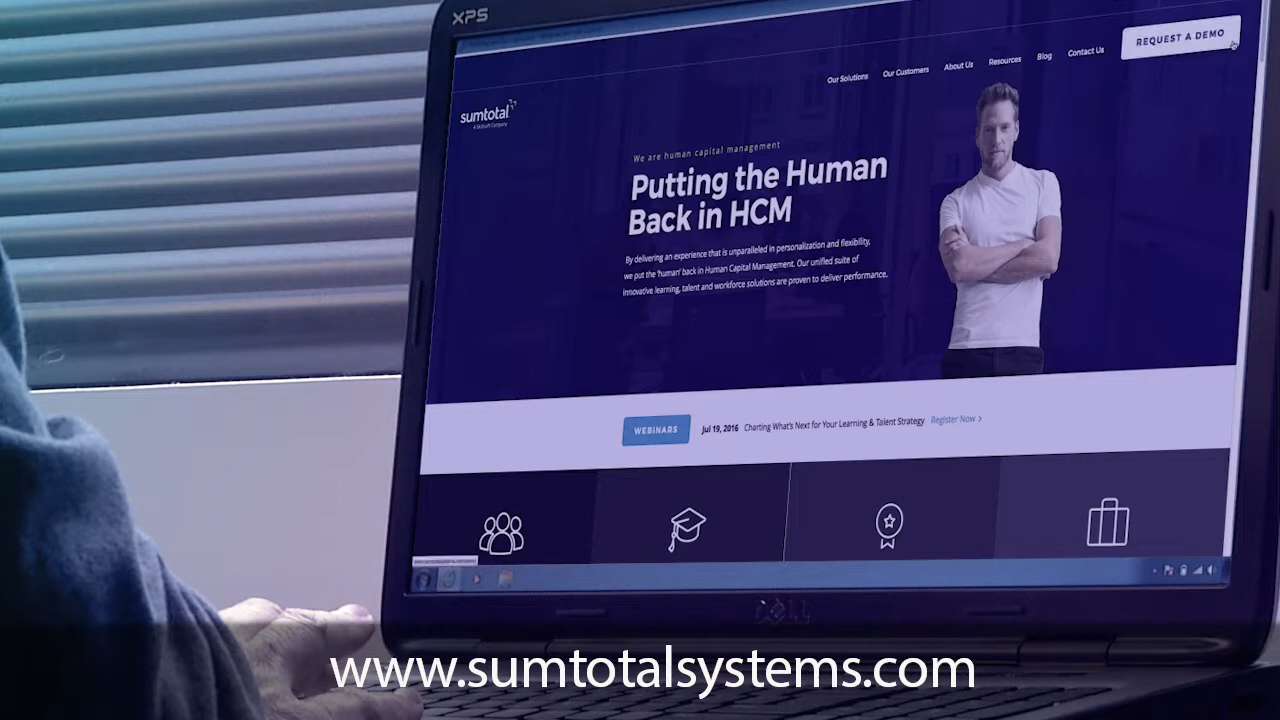 XPS
REQUEST A DEMO
Our Solutions Our Customers About Us Resources Blog Contact Us
sumtotal
A Skillsoft Company
We are human capital management
Putting the Human
Back in HCM
By delivering an experience that is unparalleled in personalization and flexibility,
we put the 'human' back in Human Capital Management. Our unified suite of
innovative learning, talent and workforce solutions are proven to deliver performance.
WEBINARS Jul 19, 2016 Charting What's Next for Your Learning & Talent Strategy Register Now >
DELL
www.sumtotalsystems.com